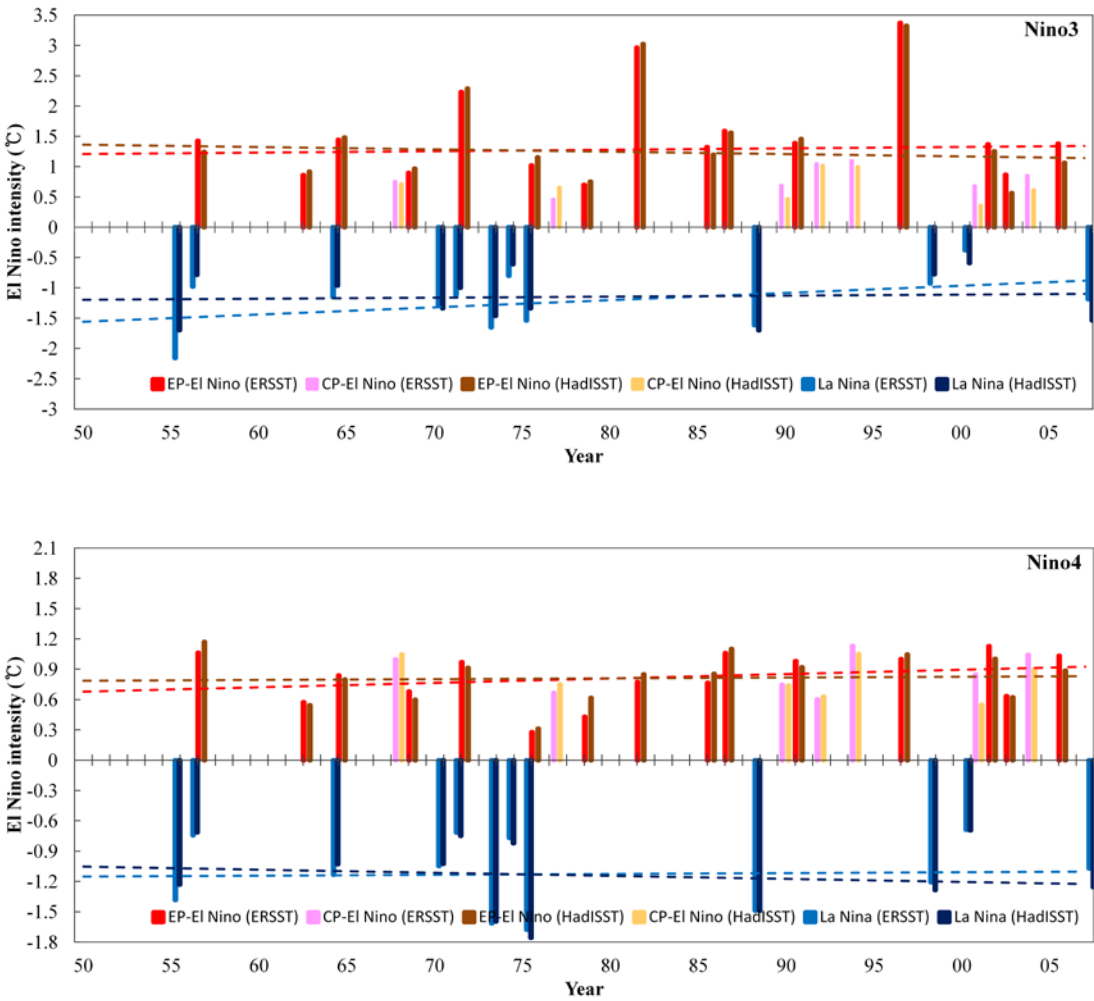 Nino3
El Nino intensity (℃)
3.5
3
2.5
2
1.5
1
0.5
0
-0.5
-1
-1.5
-2
-2.5
-3
EP-El Nino (ERSST) CP-El Nino (ERSST) EP-El Nino (HadISST) CP-El Nino (HadISST) La Nina (ERSST) La Nina (HadISST)
50 55 60 65 70 75 80 85 90 95 00 05
Year
Nino4
El Nino intensity (℃)
2.1
1.8
1.5
1.2
0.9
0.6
0.3
0
-0.3
-0.6
-0.9
-1.2
-1.5
-1.8
EP-El Nino (ERSST) CP-El Nino (ERSST) EP-El Nino (HadISST) CP-El Nino (HadISST) La Nina (ERSST) La Nina (HadISST)
50 55 60 65 70 75 80 85 90 95 00 05
Year